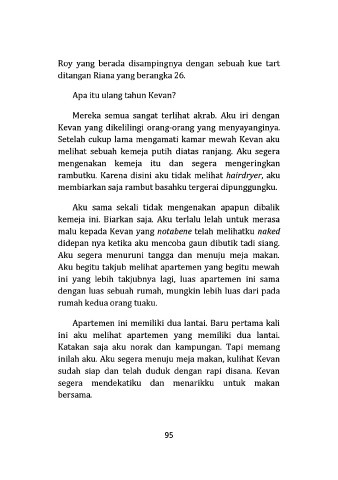 Roy yang berada disampingnya dengan sebuah kue tart
ditangan Riana yang berangka 26.
Apa itu ulang tahun Kevan?
Mereka semua sangat terlihat akrab. Aku iri dengan
Kevan yang dikelilingi orang-orang yang menyayanginya.
Setelah cukup lama mengamati kamar mewah Kevan aku
melihat sebuah kemeja putih diatas ranjang. Aku segera
mengenakan kemeja itu dan segera mengeringkan
rambutku. Karena disini aku tidak melihat hairdryer, aku
membiarkan saja rambut basahku tergerai dipunggungku.
Aku sama sekali tidak mengenakan apapun dibalik
kemeja ini. Biarkan saja. Aku terlalu lelah untuk merasa
malu kepada Kevan yang notabene telah melihatku naked
didepan nya ketika aku mencoba gaun dibutik tadi siang.
Aku segera menuruni tangga dan menuju meja makan.
Aku begitu takjub melihat apartemen yang begitu mewah
ini yang lebih takjubnya lagi, luas apartemen ini sama
dengan luas sebuah rumah, mungkin lebih luas dari pada
rumah kedua orang tuaku.
Apartemen ini memiliki dua lantai. Baru pertama kali
ini aku melihat apartemen yang memiliki dua lantai.
Katakan saja aku norak dan kampungan. Tapi memang
inilah aku. Aku segera menuju meja makan, kulihat Kevan
sudah siap dan telah duduk dengan rapi disana. Kevan
segera mendekatiku dan menarikku untuk makan
bersama.
95